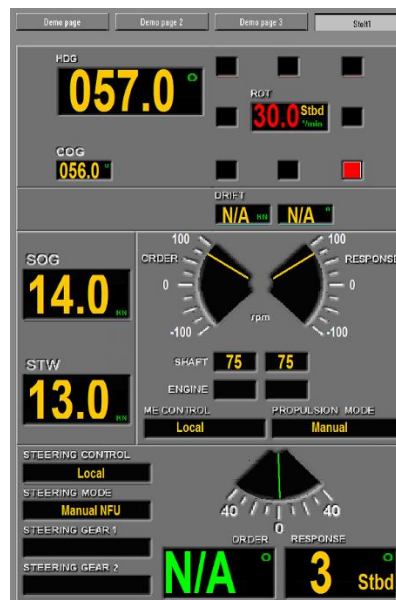 Demo page Demo page 2 Demo page 3 Stolt1
HDG
057.0 °
ROT
30.0 Stbd °/min
COG
056.0 °
DRIFT
N/A KN N/A °
SOG
14.0 KN
STW
13.0 KN
100 100
ORDER RESPONSE
0 0
-100 -100
rpm
SHAFT 75 75
ENGINE
ME CONTROL PROPULSION MODE
Local Manual
STEERING CONTROL
Local
STEERING MODE
Manual NFU
STEERING GEAR 1
STEERING GEAR 2
40 40
0
ORDER RESPONSE
N/A ° 3 ° Stbd